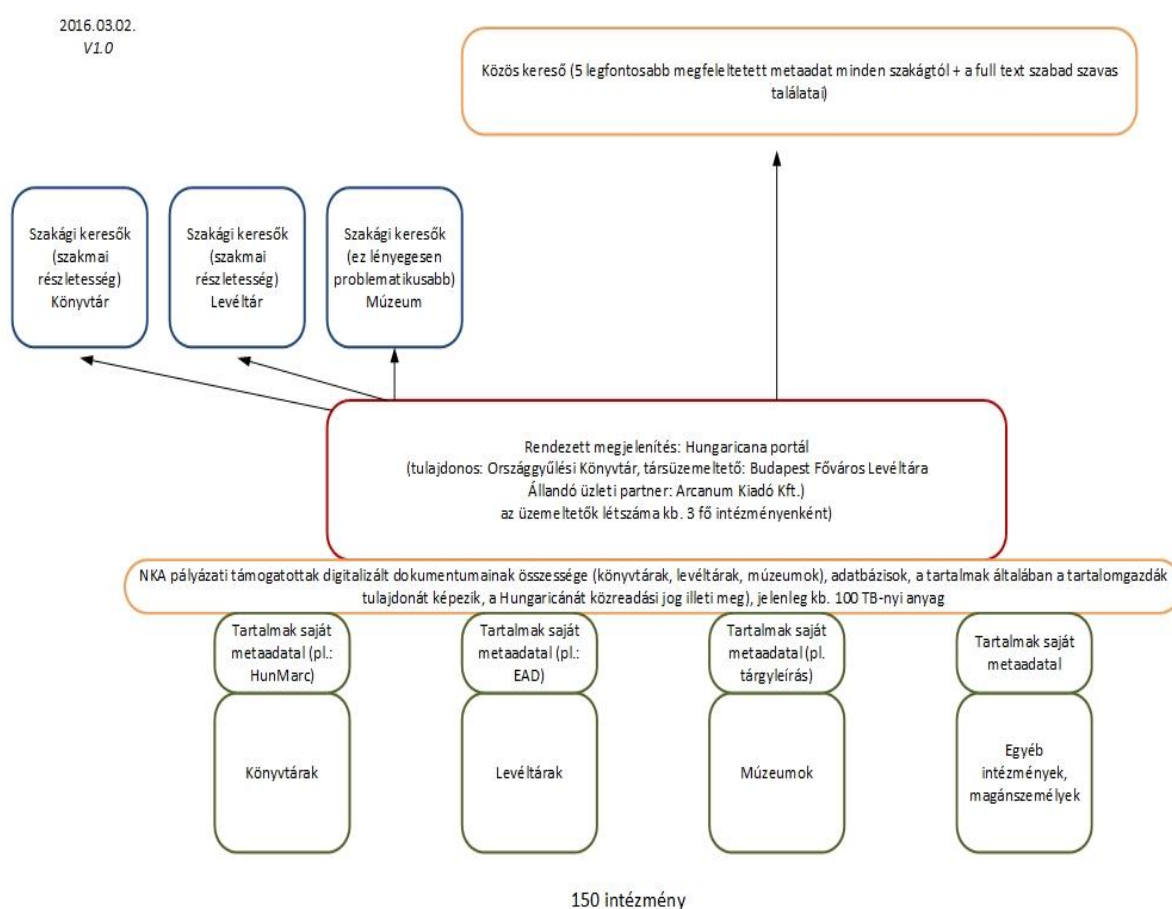 2016.03.02.
V1.0
Közös kereső (5 legfontosabb megfeleltetett metaadat minden szakágtól + a full text szabad szavas
találatai)
Szakági keresők
(szakmai
részletesség)
Könyvtár
Szakági keresők
(szakmai
részletesség)
Levéltár
Szakági keresők
(ez lényegesen
problematikusabb)
Múzeum
Rendezett megjelenítés: Hungaricana portál
(tulajdonos: Országgyűlési Könyvtár, társüzemeltető: Budapest Főváros Levéltára
Állandó üzleti partner: Arcanum Kiadó Kft.)
az üzemeltetők létszáma kb. 3 fő intézményenként)
NKA pályázati támogatottak digitalizált dokumentumainak összessége (könyvtárak, levéltárak, múzeumok), adatbázisok, a tartalmak általában a tartalomgazdák
tulajdonát képezik, a Hungaricánát közreadási jog illeti meg), jelenleg kb. 100 TB-nyi anyag
Tartalmak saját
metaadatal (pl.:
HunMarc)
Tartalmak saját
metaadatal (pl.:
EAD)
Tartalmak saját
metaadatal (pl.
tárgyleírás)
Tartalmak saját
metaadatal
Könyvtárak
Levéltárak
Múzeumok
Egyéb
intézmények,
magánszemélyek
150 intézmény